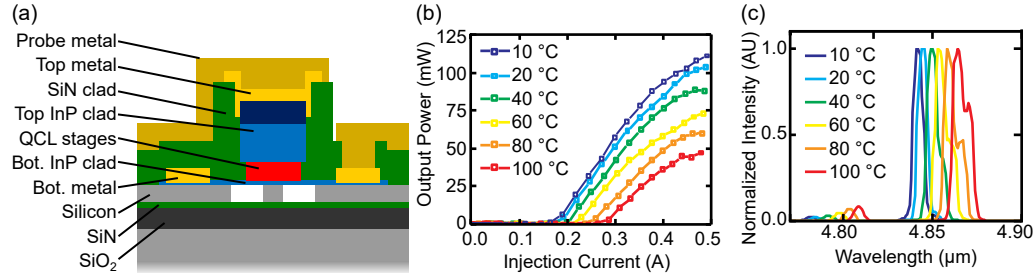 (a)
Probe metal
Top metal
SiN clad
Top InP clad
QCL stages
Bot. InP clad
Bot. metal
Silicon
SiN
SiO₂
(b)
Output Power (mW)
125
100
75
50
25
0
10 °C
20 °C
40 °C
60 °C
80 °C
100 °C
0.0 0.1 0.2 0.3 0.4 0.5
Injection Current (A)
(c)
Normalized Intensity (AU)
1.0
0.5
0.0
10 °C
20 °C
40 °C
60 °C
80 °C
100 °C
4.80 4.85 4.90
Wavelength (µm)